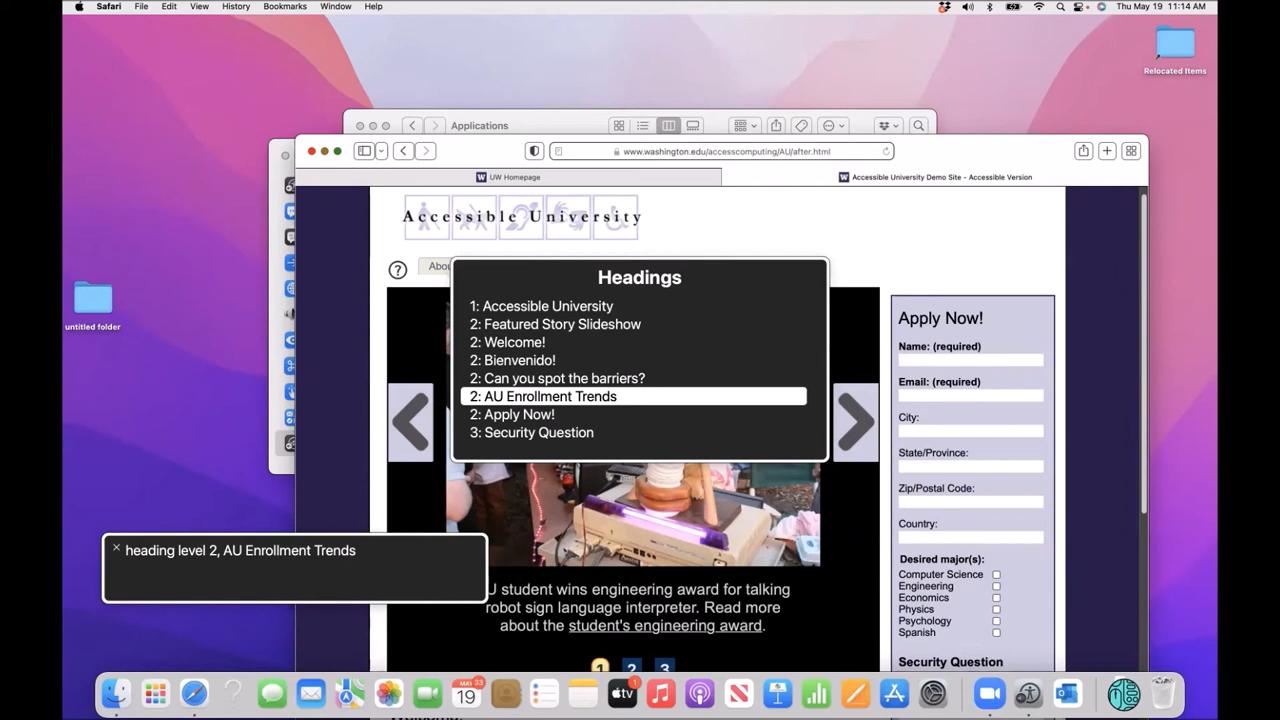 Safari File Edit View History Bookmarks Window Help
Thu May 19 11:14 AM
Relocated Items
Applications
www.washington.edu/accesscomputing/AU/after.html
W UW Homepage
W Accessible University Demo Site - Accessible Version
Accessible University
?
Abou
untitled folder
Headings
1: Accessible University
2: Featured Story Slideshow
2: Welcome!
2: Bienvenido!
2: Can you spot the barriers?
2: AU Enrollment Trends
2: Apply Now!
3: Security Question
Apply Now!
Name: (required)
Email: (required)
City:
State/Province:
Zip/Postal Code:
Country:
Desired major(s):
Computer Science
Engineering
Economics
Physics
Psychology
Spanish
Security Question
heading level 2, AU Enrollment Trends
U student wins engineering award for talking
robot sign language interpreter. Read more
about the student's engineering award.
1 2 3
MAY
19
33
tv
1